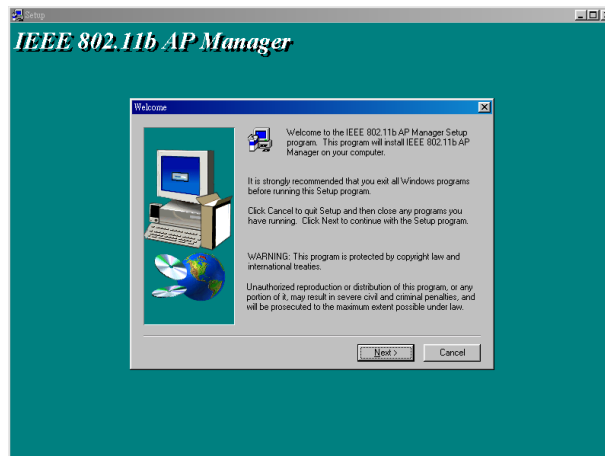 Setup
IEEE 802.11b AP Manager
Welcome
Welcome to the IEEE 802.11b AP Manager Setup
program. This program will install IEEE 802.11b AP
Manager on your computer.
It is strongly recommended that you exit all Windows programs
before running this Setup program.
Click Cancel to quit Setup and then close any programs you
have running. Click Next to continue with the Setup program.
WARNING: This program is protected by copyright law and
international treaties.
Unauthorized reproduction or distribution of this program, or any
portion of it, may result in severe civil and criminal penalties, and
will be prosecuted to the maximum extent possible under law.
Next >
Cancel